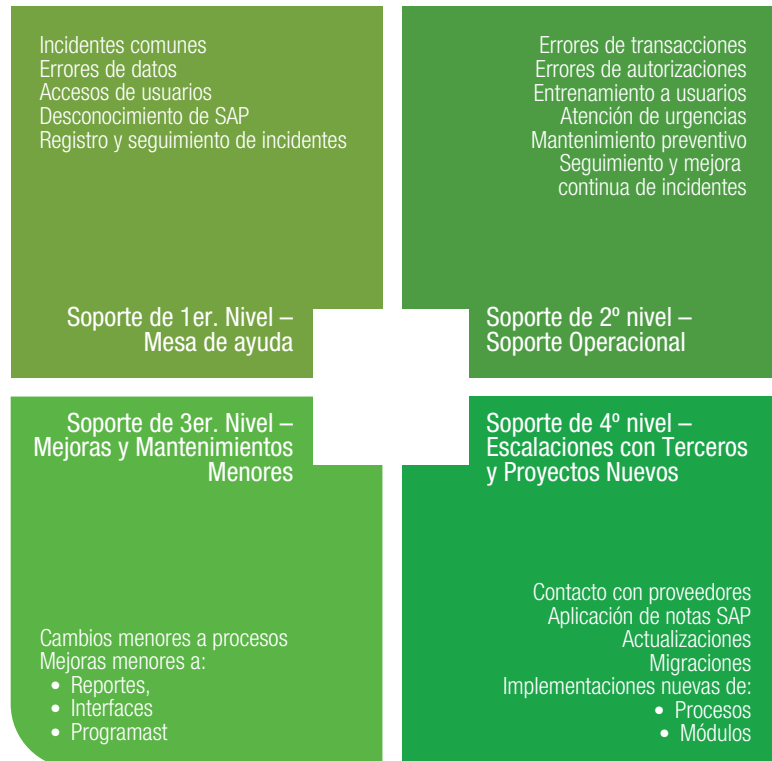 Incidentes comunes
Errores de datos
Accesos de usuarios
Desconocimiento de SAP
Registro y seguimiento de incidentes
Soporte de 1er. Nivel –
Mesa de ayuda
Errores de transacciones
Errores de autorizaciones
Entrenamiento a usuarios
Atención de urgencias
Mantenimiento preventivo
Seguimiento y mejora
continua de incidentes
Soporte de 2º nivel –
Soporte Operacional
Soporte de 3er. Nivel –
Mejoras y Mantenimientos
Menores
Cambios menores a procesos
Mejoras menores a:
• Reportes,
• Interfaces
• Programast
Soporte de 4º nivel –
Escalaciones con Terceros
y Proyectos Nuevos
Contacto con proveedores
Aplicación de notas SAP
Actualizaciones
Migraciones
Implementaciones nuevas de:
• Procesos
• Módulos